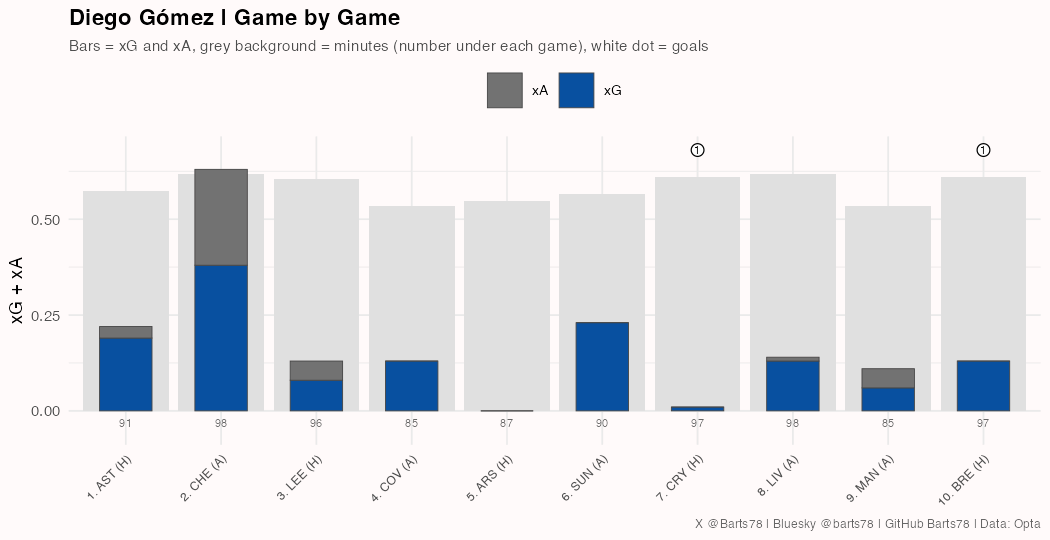 Diego Gómez | Game by Game
Bars = xG and xA, grey background = minutes (number under each game), white dot = goals
xA xG
1 1
xG + xA
0.50
0.25
0.00
91 98 96 85 87 90 97 98 85 97
1. AST (H) 2. CHE (A) 3. LEE (H) 4. COV (A) 5. ARS (H) 6. SUN (A) 7. CRY (H) 8. LIV (A) 9. MAN (A) 10. BRE (H)
X @Barts78 | Bluesky @barts78 | GitHub Barts78 | Data: Opta